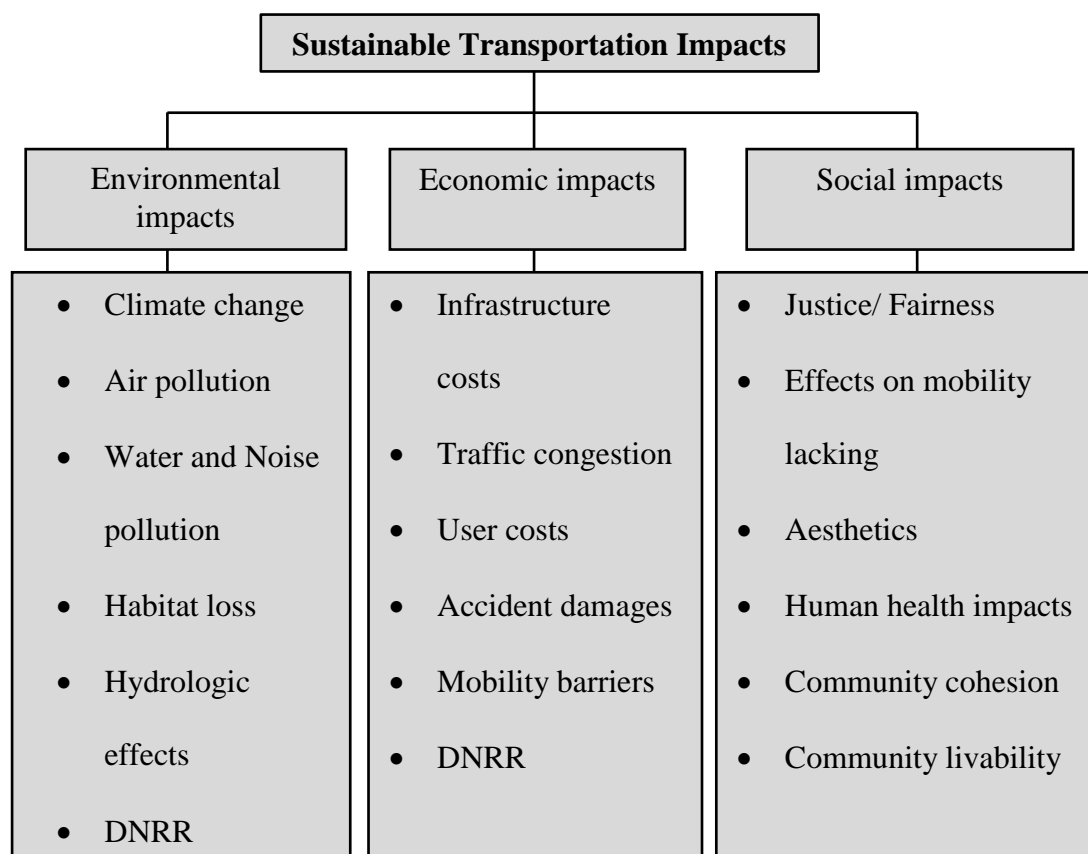 Sustainable Transportation Impacts
Environmental
impacts
Economic impacts
Social impacts
• Climate change
• Air pollution
• Water and Noise
pollution
• Habitat loss
• Hydrologic
effects
• DNRR
• Infrastructure
costs
• Traffic congestion
• User costs
• Accident damages
• Mobility barriers
• DNRR
• Justice/ Fairness
• Effects on mobility
lacking
• Aesthetics
• Human health impacts
• Community cohesion
• Community livability